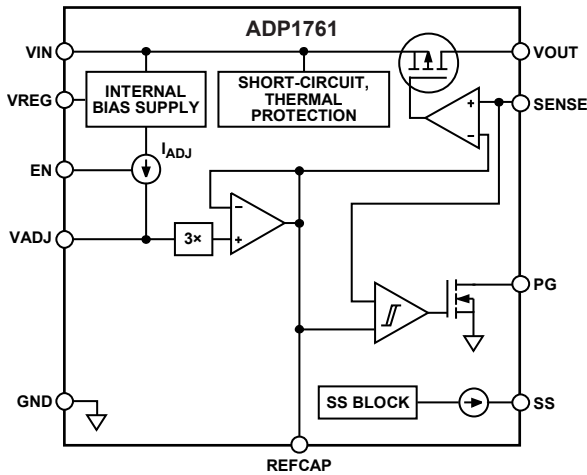 ADP1761
VIN
VOUT
VREG
INTERNAL
BIAS SUPPLY
SHORT-CIRCUIT,
THERMAL
PROTECTION
+
SENSE
−
IADJ
EN
−
VADJ
3×
+
PG
GND
SS BLOCK
SS
REFCAP